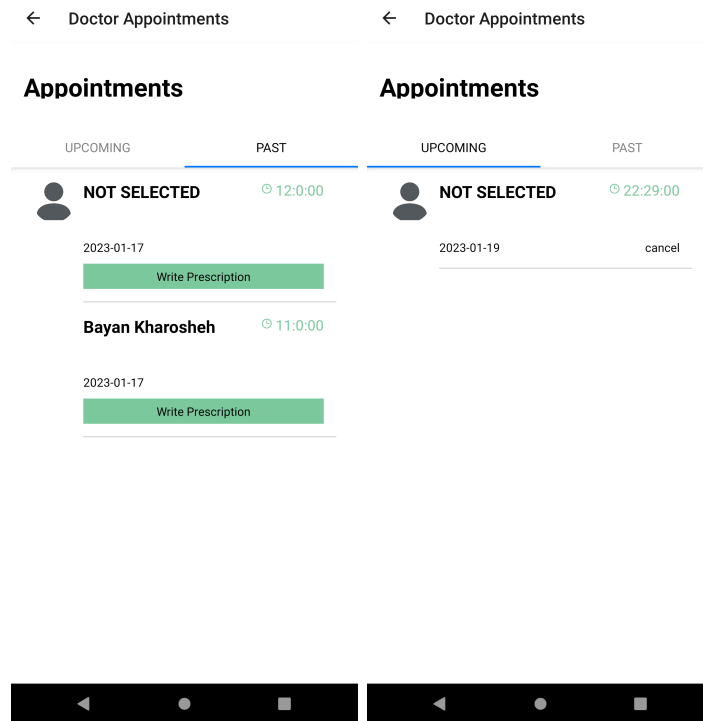 Doctor Appointments
Appointments
UPCOMING PAST
NOT SELECTED 12:0:00
2023-01-17
Write Prescription
Bayan Kharosheh 11:0:00
2023-01-17
Write Prescription
Doctor Appointments
Appointments
UPCOMING PAST
NOT SELECTED 22:29:00
2023-01-19 cancel